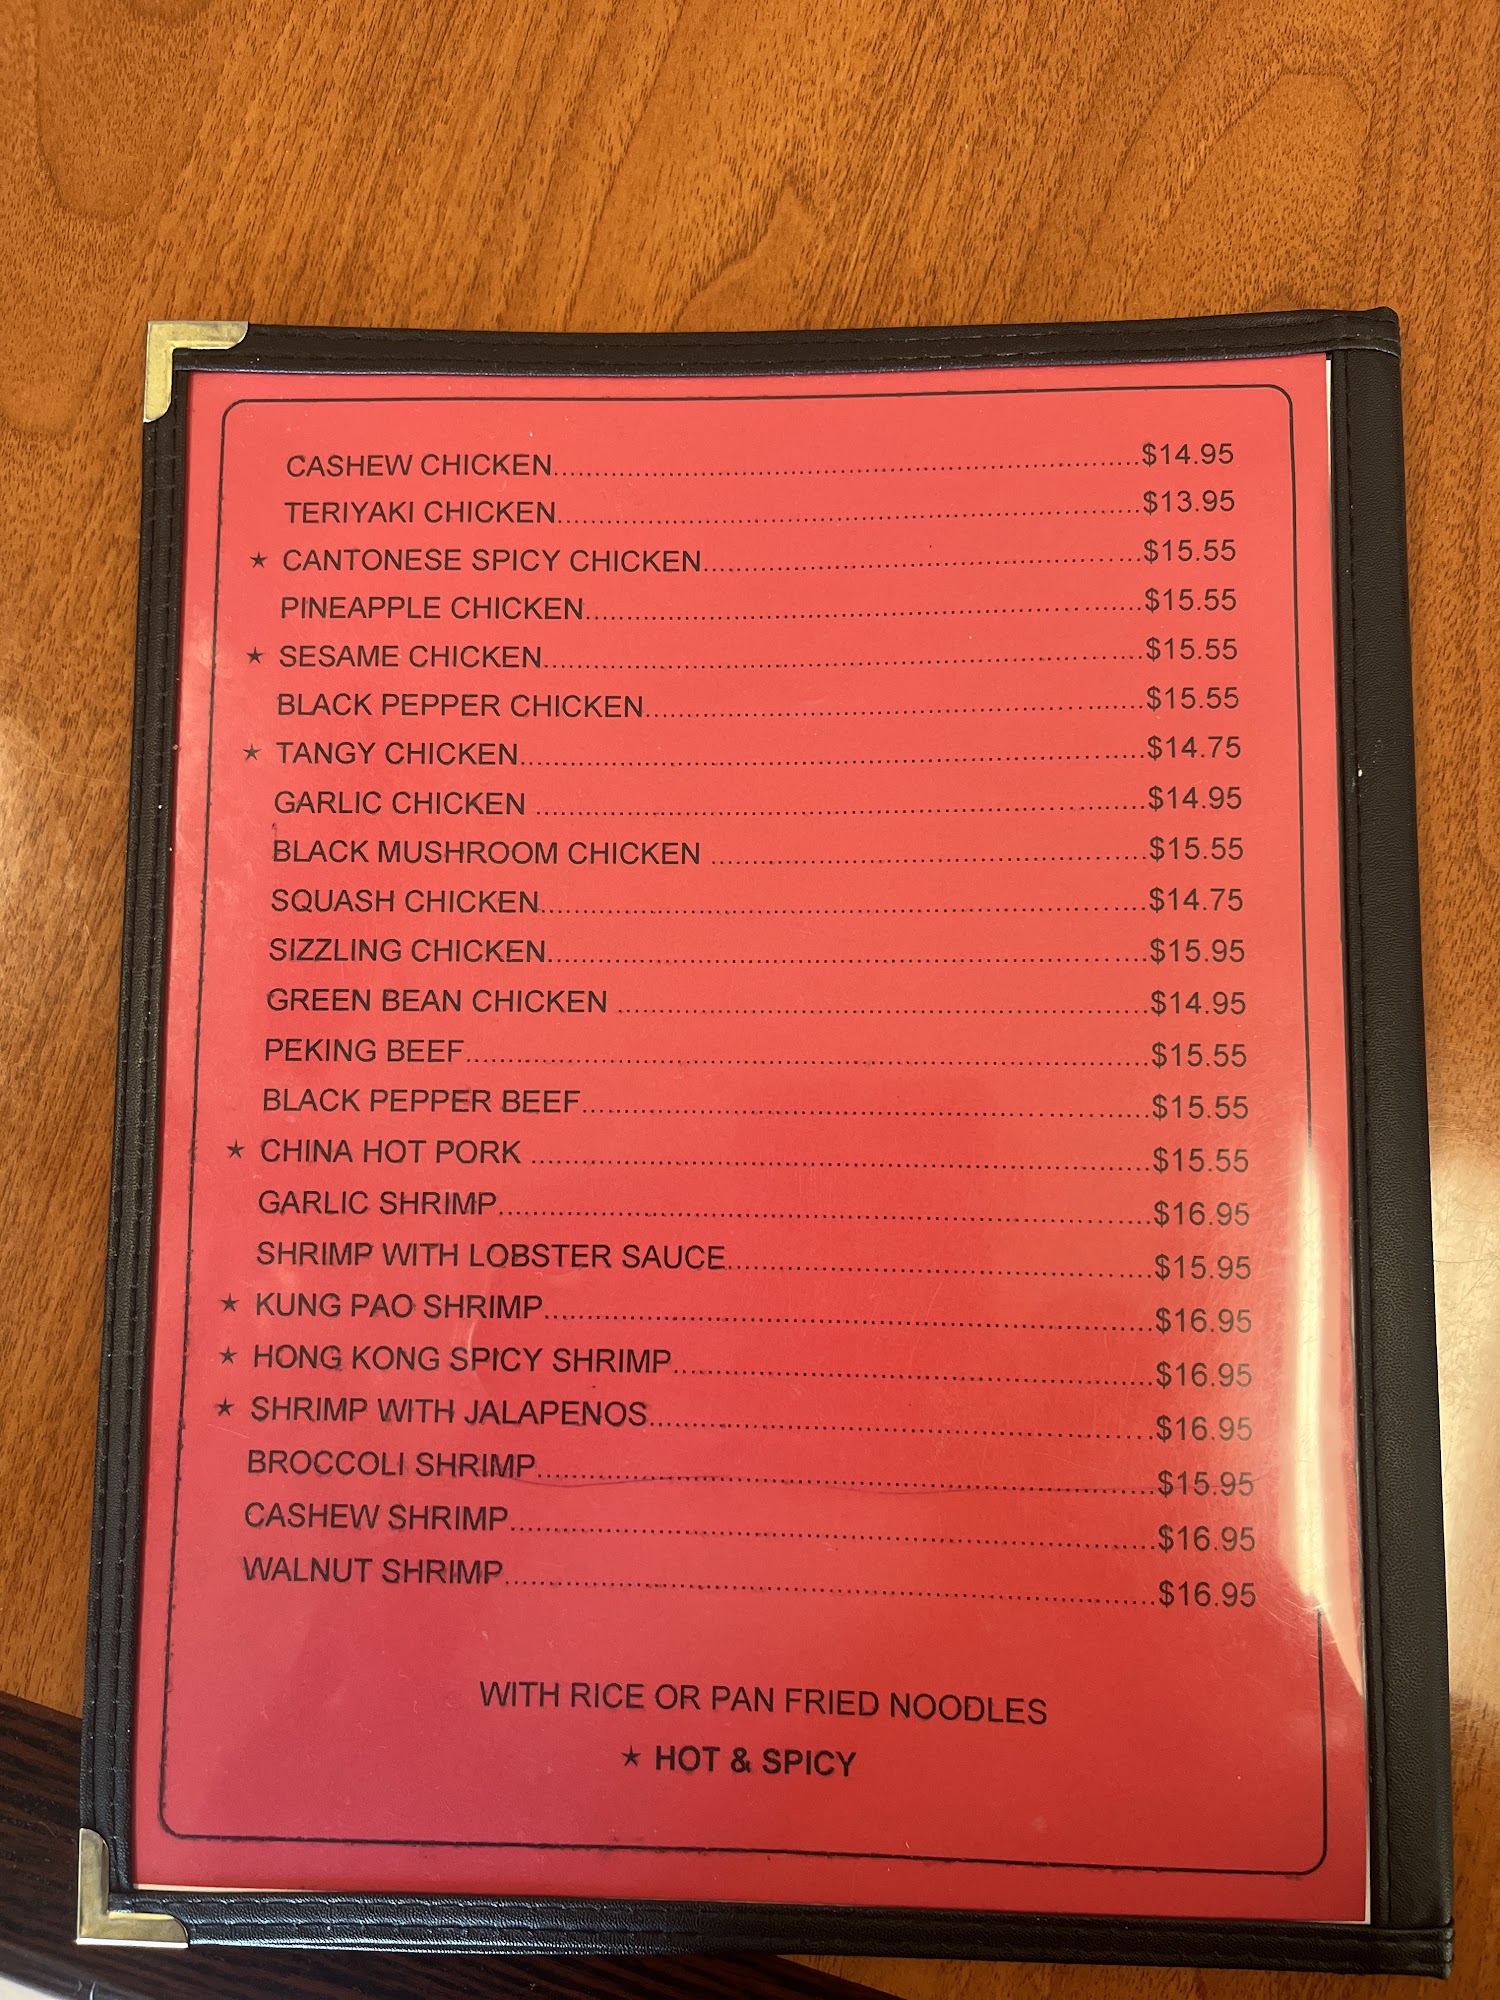 CASHEW CHICKEN....................$14.95
TERIYAKI CHICKEN....................$13.95
★ CANTONESE SPICY CHICKEN....................$15.55
PINEAPPLE CHICKEN....................$15.55
★ SESAME CHICKEN....................$15.55
BLACK PEPPER CHICKEN....................$15.55
★ TANGY CHICKEN....................$14.75
GARLIC CHICKEN ....................$14.95
BLACK MUSHROOM CHICKEN ....................$15.55
SQUASH CHICKEN....................$14.75
SIZZLING CHICKEN....................$15.95
GREEN BEAN CHICKEN ....................$14.95
PEKING BEEF....................$15.55
BLACK PEPPER BEEF....................$15.55
★ CHINA HOT PORK ....................$15.55
GARLIC SHRIMP....................$16.95
SHRIMP WITH LOBSTER SAUCE....................$15.95
★ KUNG PAO SHRIMP....................$16.95
★ HONG KONG SPICY SHRIMP....................$16.95
★ SHRIMP WITH JALAPENOS....................$16.95
BROCCOLI SHRIMP....................$15.95
CASHEW SHRIMP....................$16.95
WALNUT SHRIMP....................$16.95
WITH RICE OR PAN FRIED NOODLES
★ HOT & SPICY